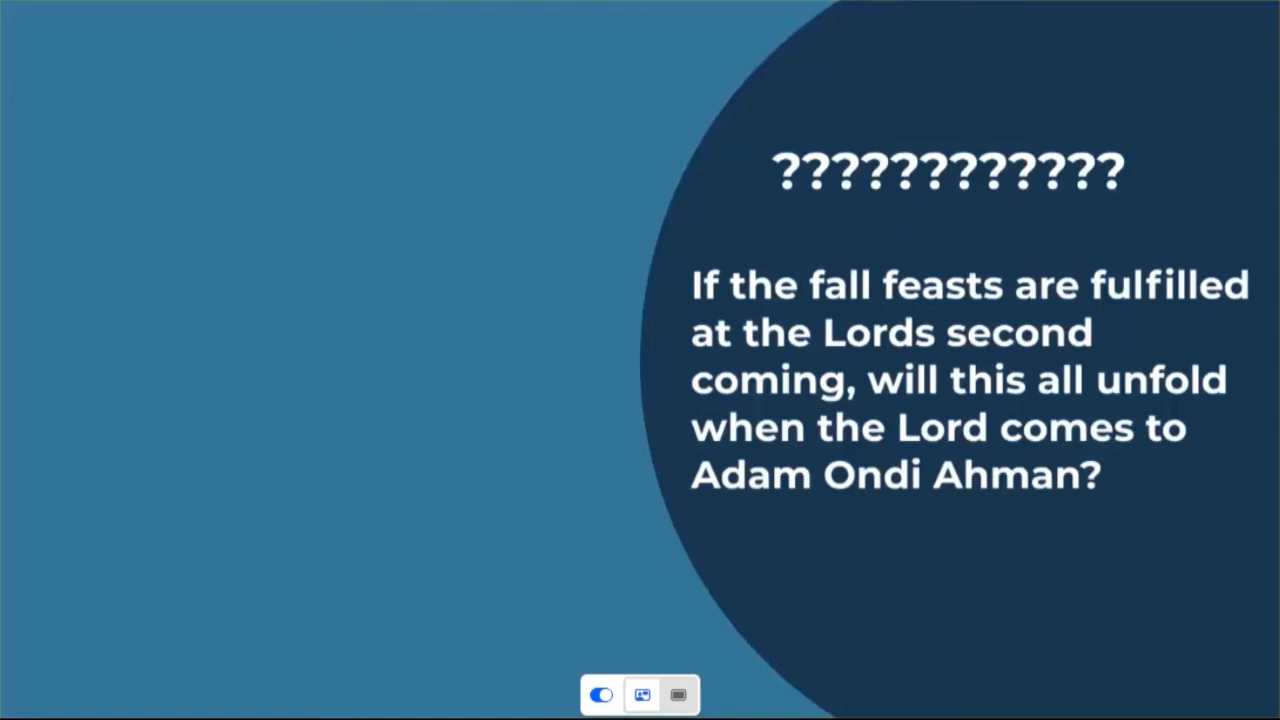 ????????????
If the fall feasts are fulfilled
at the Lords second
coming, will this all unfold
when the Lord comes to
Adam Ondi Ahman?